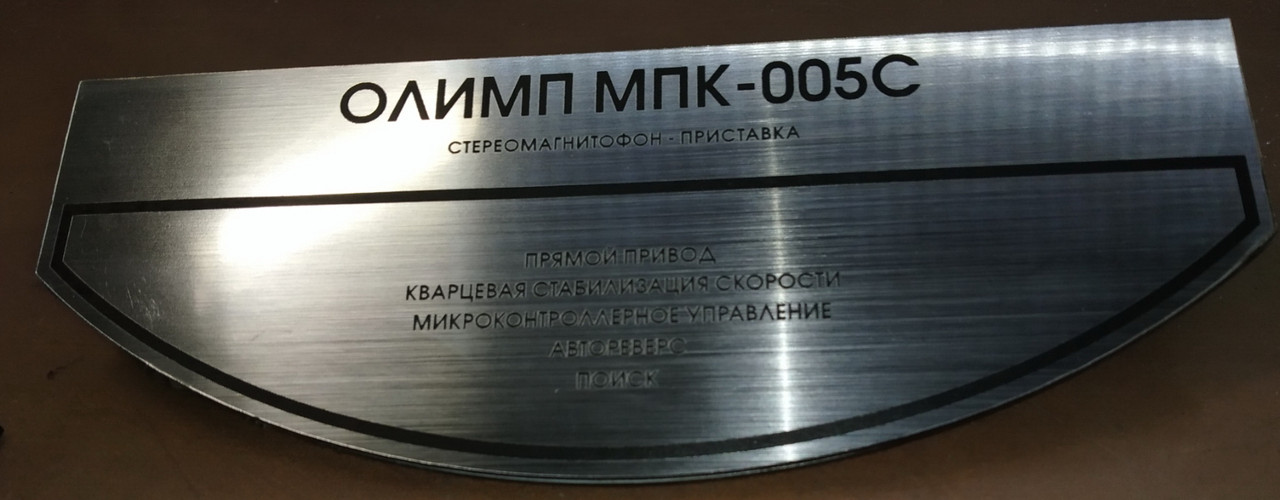 ОЛИМП МПК-005С
СТЕРЕОМАГНИТОФОН - ПРИСТАВКА
ПРЯМОЙ ПРИВОД
КВАРЦЕВАЯ СТАБИЛИЗАЦИЯ СКОРОСТИ
МИКРОКОНТРОЛЛЕРНОЕ УПРАВЛЕНИЕ
АВТОРЕВЕРС
ПОИСК